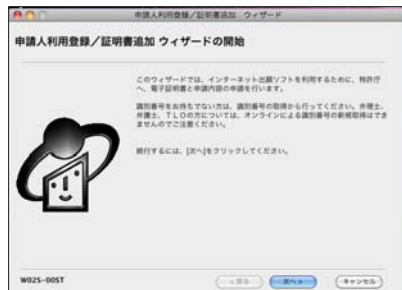 申請人利用登録／証明書追加　ウィザード
申請人利用登録／証明書追加 ウィザードの開始
このウィザードでは、インターネット出願ソフトを利用するために、特許庁
へ、電子証明書と申請内容の申請を行います。
識別番号をお持ちでない方は、識別番号の取得から行ってください。弁理士、
弁護士、ＴＬＯの方については、オンラインによる識別番号の新規取得はでき
ませんのでご注意ください。
続行するには、[次へ]をクリックしてください。
W02S-00ST
＜戻る
次へ＞
キャンセル